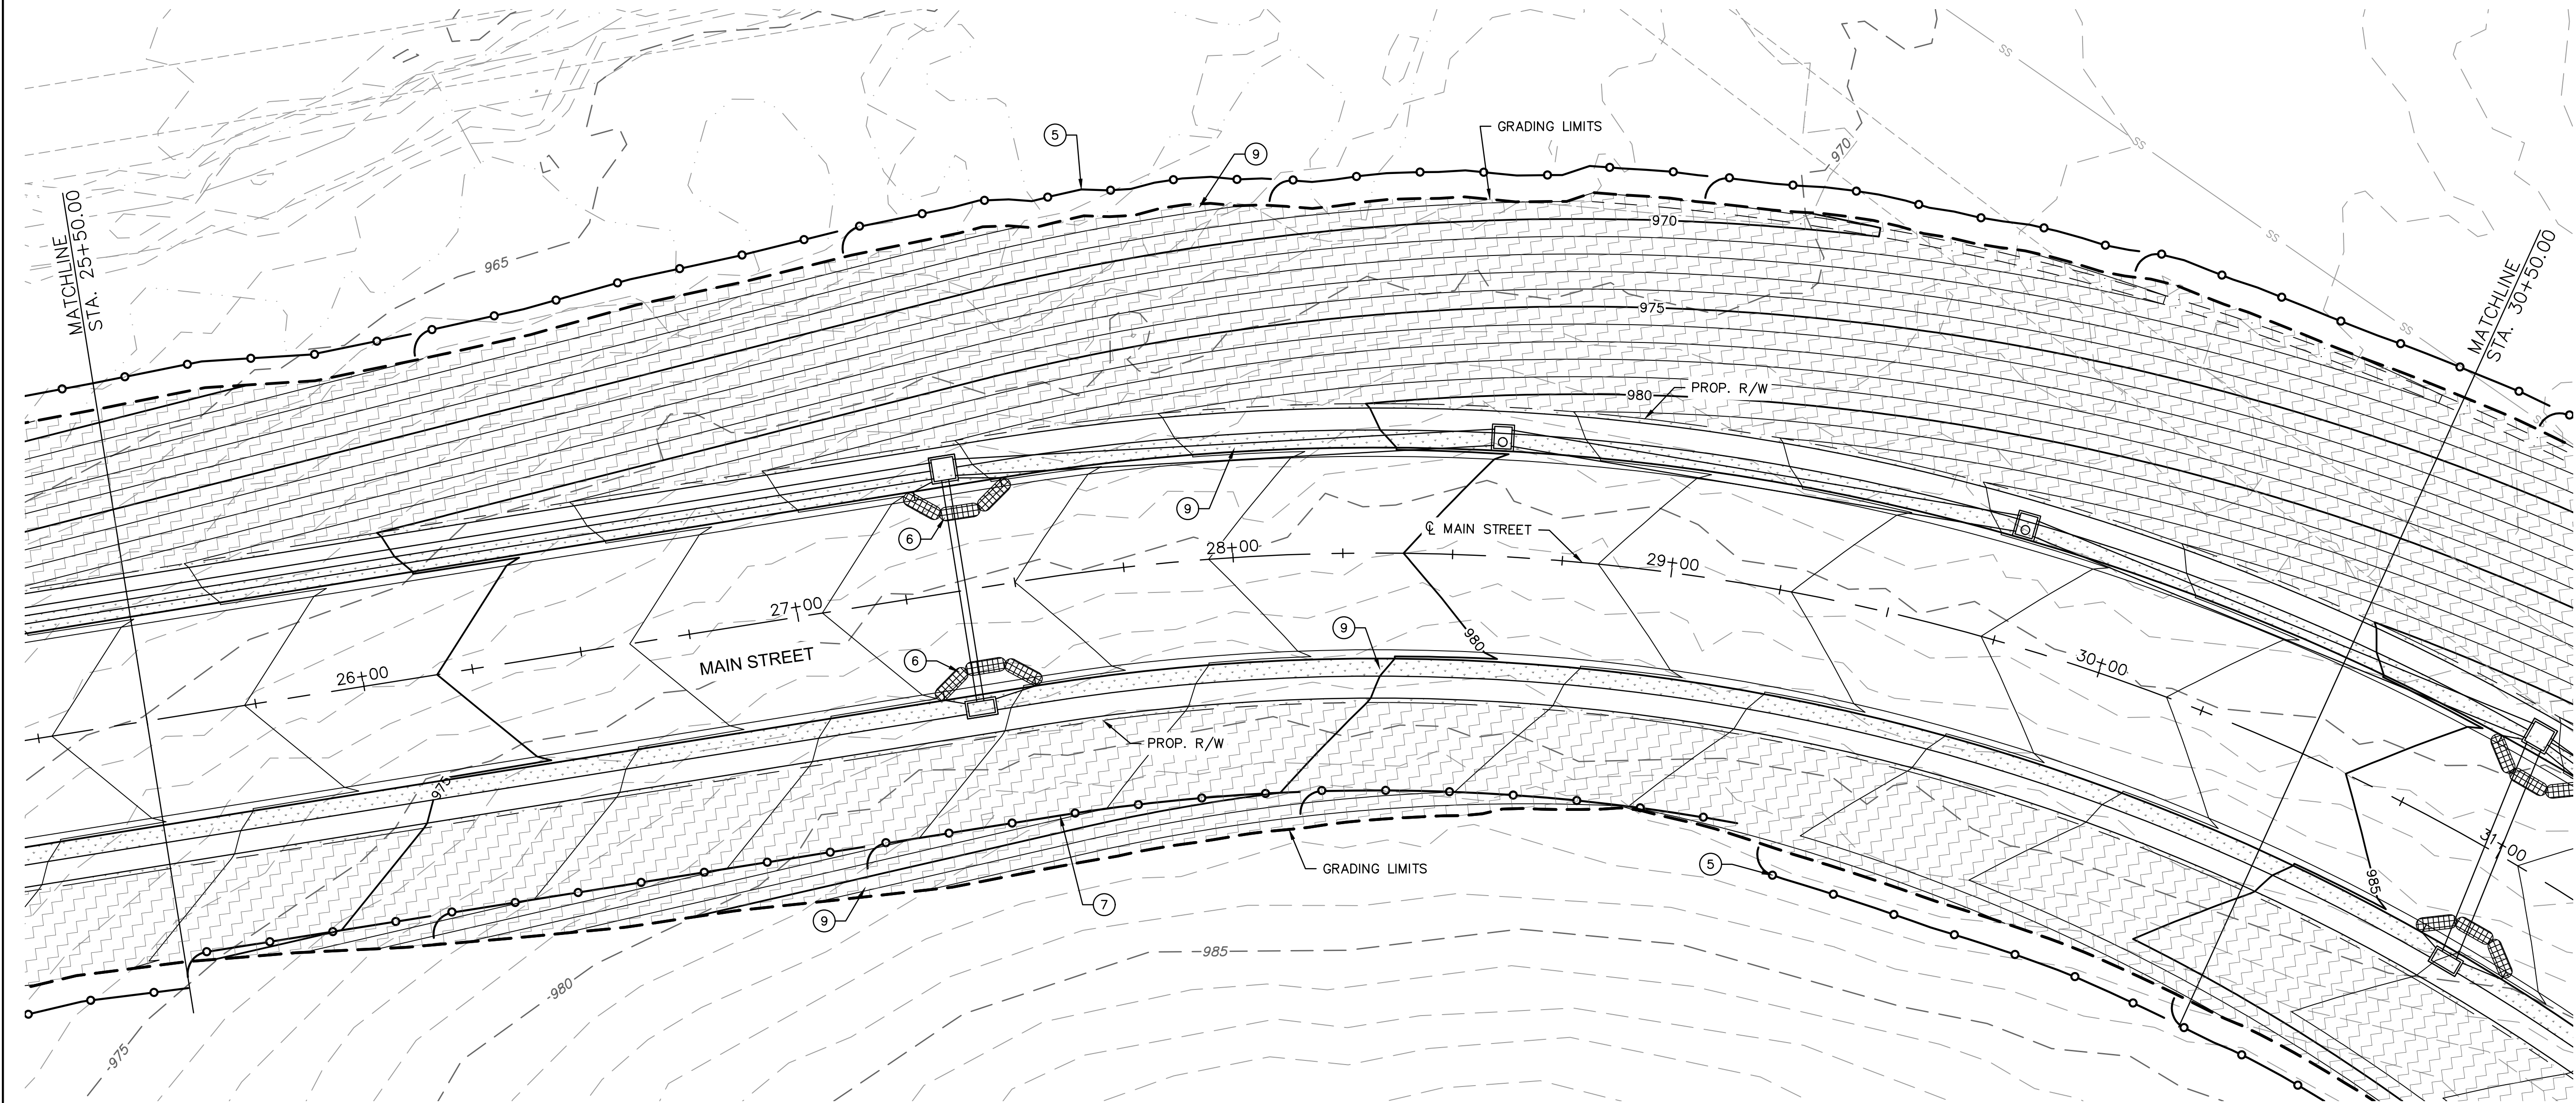 SS
5
GRADING LIMITS
9
SS
970
MATCHLINE
STA. 25+50.00
965
970
SS
MATCHLINE
STA. 30+50.00
975
SS
980
PROP. R/W
9
6
℄ MAIN STREET
28+00
29+00
27+00
9
980
MAIN STREET
6
26+00
30+00
PROP. R/W
975
31+00
5
GRADING LIMITS
985
7
9
985
980
975